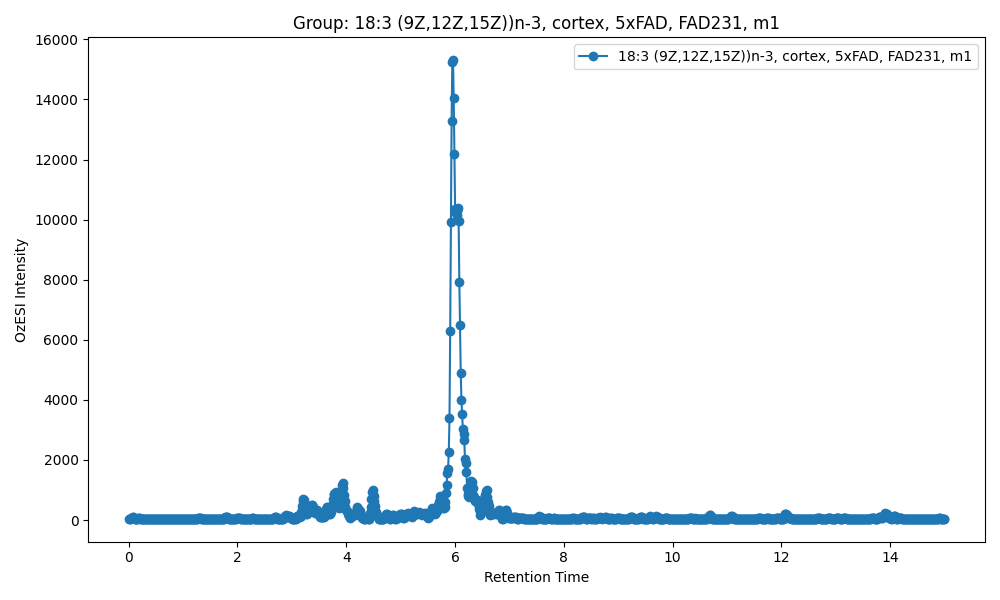 Group: 18:3 (9Z,12Z,15Z))n-3, cortex, 5xFAD, FAD231, m1
18:3 (9Z,12Z,15Z))n-3, cortex, 5xFAD, FAD231, m1
16000
14000
12000
10000
8000
6000
4000
2000
0
OzESI Intensity
0 2 4 6 8 10 12 14
Retention Time